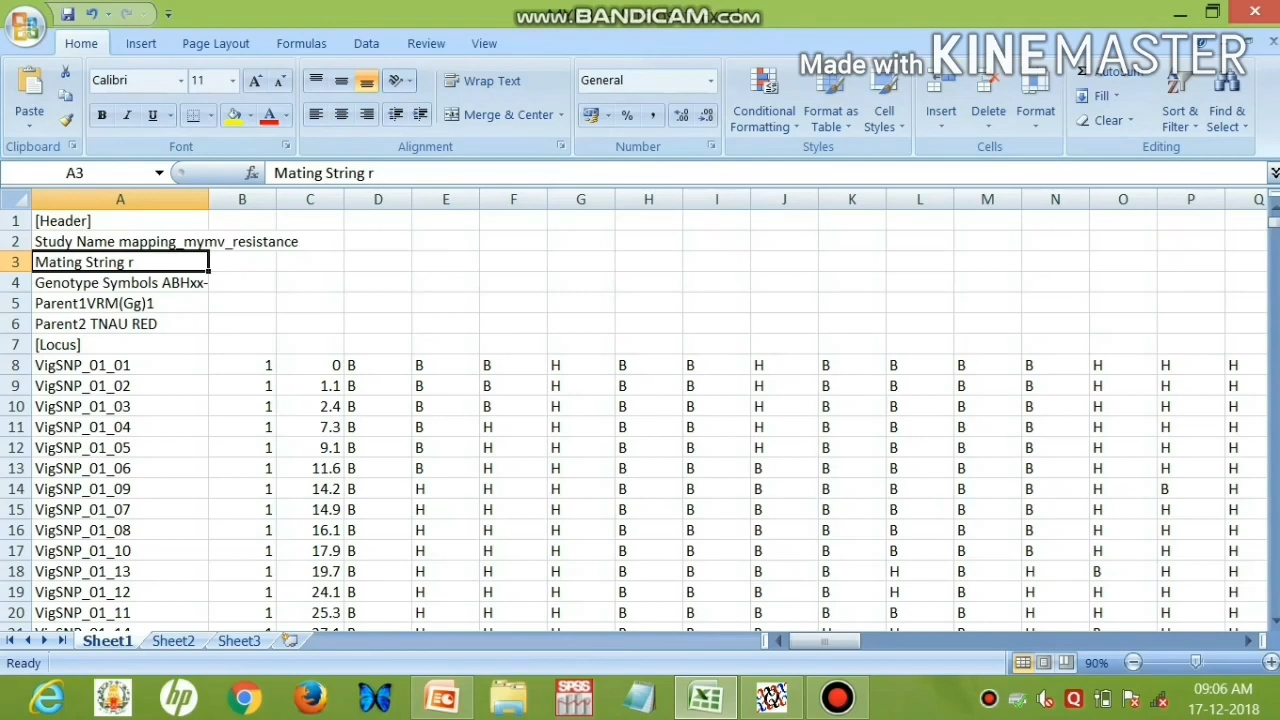 www.BANDICAM.com
Home Insert Page Layout Formulas Data Review View
Made with KINEMASTER
Paste
Calibri 11
B I U
Wrap Text
Merge & Center
General
Conditional Formatting
Format as Table
Cell Styles
Insert Delete Format
AutoSum
Fill
Clear
Sort & Filter
Find & Select
Clipboard Font Alignment Number Styles Cells Editing
A3 fx Mating String r
A B C D E F G H I J K L M N O P Q
1 [Header]
2 Study Name mapping_mymv_resistance
3 Mating String r
4 Genotype Symbols ABHxx-
5 Parent1VRM(Gg)1
6 Parent2 TNAU RED
7 [Locus]
8 VigSNP_01_01 1 0 B B B H B B H B B B B H H H
9 VigSNP_01_02 1 1.1 B B B H B B H B B B B H H H
10 VigSNP_01_03 1 2.4 B B B H B B H B B B B H H H
11 VigSNP_01_04 1 7.3 B B H H B B H B B B B H H H
12 VigSNP_01_05 1 9.1 B B H H B B H B B B B H H H
13 VigSNP_01_06 1 11.6 B B H H B B B B B B B H H H
14 VigSNP_01_09 1 14.2 B H H H B B B B B B B H B H
15 VigSNP_01_07 1 14.9 B H H H B B B B B B B H H H
16 VigSNP_01_08 1 16.1 B H H H B B B B B B B H H H
17 VigSNP_01_10 1 17.9 B H H H B B B B B B B H H H
18 VigSNP_01_13 1 19.7 B H H H B B B B H B H B H H
19 VigSNP_01_12 1 24.1 B H H H B B B B H B H H H H
20 VigSNP_01_11 1 25.3 B H H H B B B B B B H H H H
Sheet1 Sheet2 Sheet3
Ready 90%
09:06 AM
17-12-2018